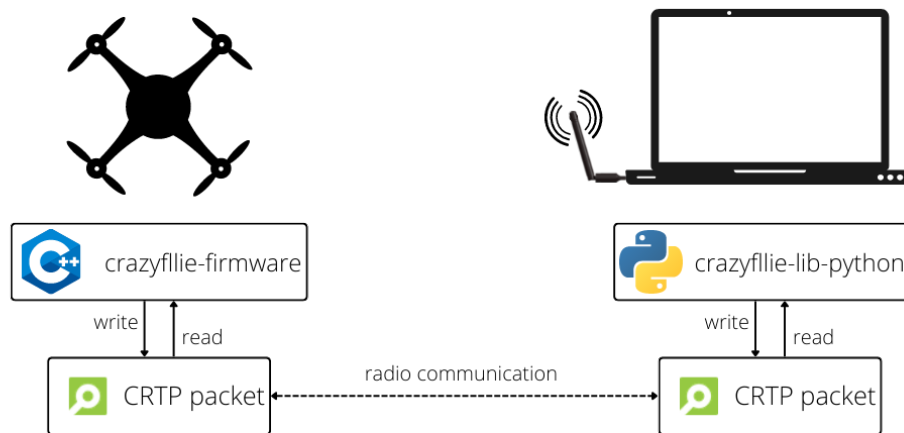 C++
crazyfllie-firmware
crazyfllie-lib-python
write
read
write
read
radio communication
CRTP packet
CRTP packet